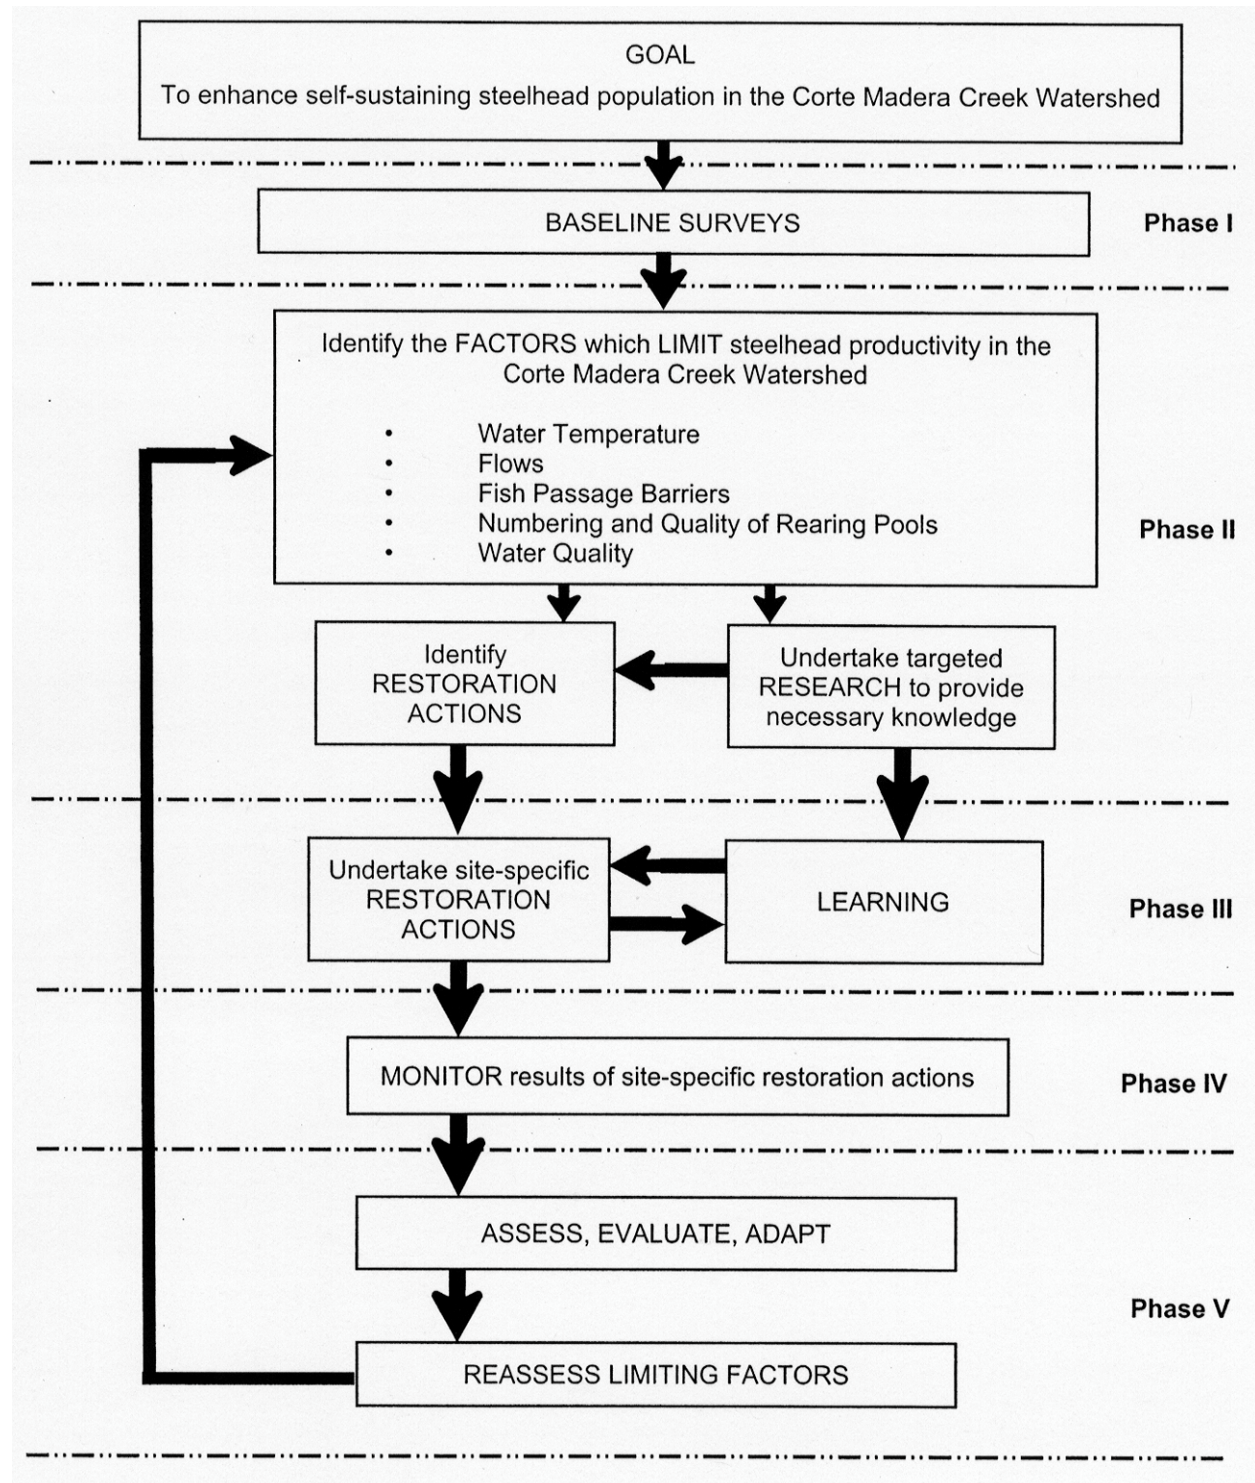 GOAL
To enhance self-sustaining steelhead population in the Corte Madera Creek Watershed
BASELINE SURVEYS
Phase I
Identify the FACTORS which LIMIT steelhead productivity in the
Corte Madera Creek Watershed
• Water Temperature
• Flows
• Fish Passage Barriers
• Numbering and Quality of Rearing Pools
• Water Quality
Phase II
Identify
RESTORATION
ACTIONS
Undertake targeted
RESEARCH to provide
necessary knowledge
Undertake site-specific
RESTORATION
ACTIONS
LEARNING
Phase III
MONITOR results of site-specific restoration actions
Phase IV
ASSESS, EVALUATE, ADAPT
Phase V
REASSESS LIMITING FACTORS